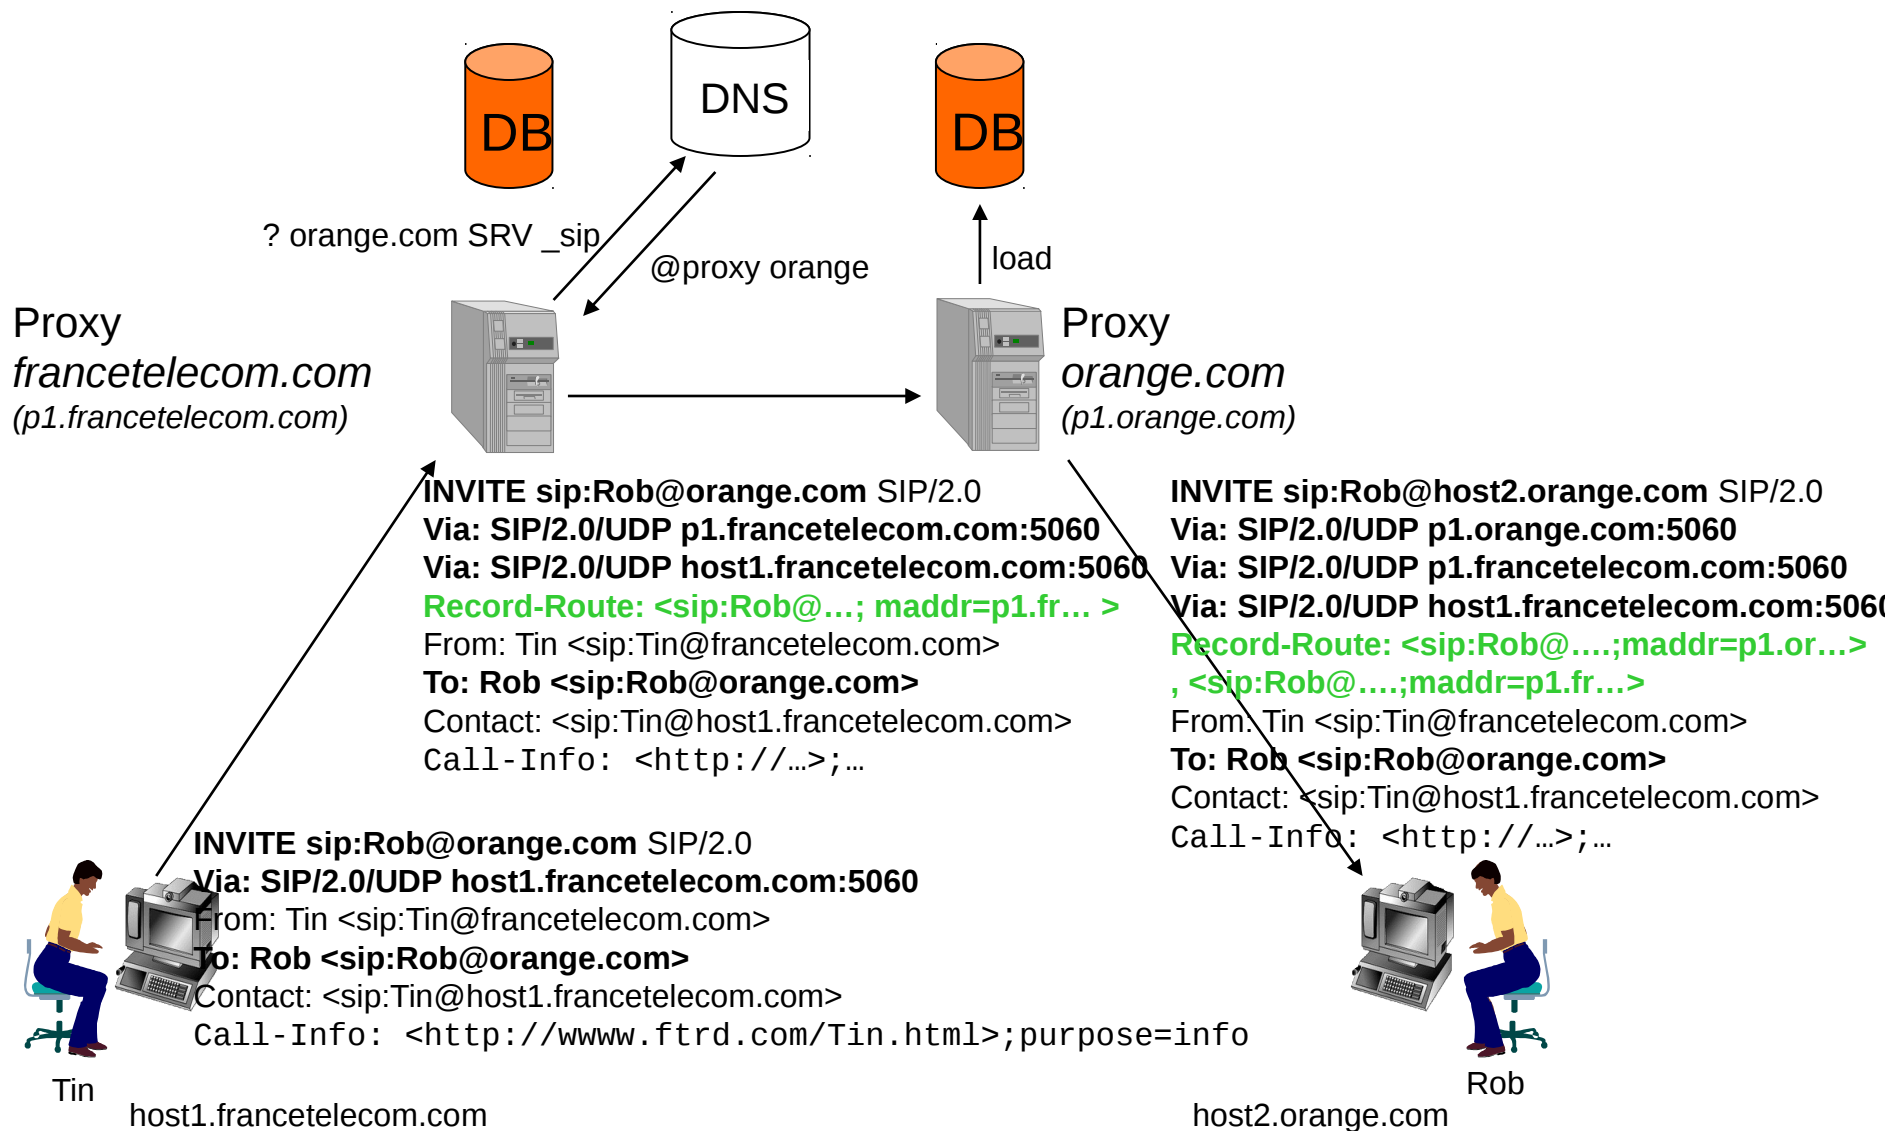 DB
DNS
DB
? orange.com SRV _sip
@proxy orange
load
Proxy
francetelecom.com
(p1.francetelecom.com)
Proxy
orange.com
(p1.orange.com)
INVITE sip:Rob@orange.com SIP/2.0
Via: SIP/2.0/UDP p1.francetelecom.com:5060
Via: SIP/2.0/UDP host1.francetelecom.com:5060
Record-Route: <sip:Rob@…; maddr=p1.fr… >
From: Tin <sip:Tin@francetelecom.com>
To: Rob <sip:Rob@orange.com>
Contact: <sip:Tin@host1.francetelecom.com>
Call-Info: <http://…>;…
INVITE sip:Rob@host2.orange.com SIP/2.0
Via: SIP/2.0/UDP p1.orange.com:5060
Via: SIP/2.0/UDP p1.francetelecom.com:5060
Via: SIP/2.0/UDP host1.francetelecom.com:5060
Record-Route: <sip:Rob@….;maddr=p1.or…>
, <sip:Rob@….;maddr=p1.fr…>
From: Tin <sip:Tin@francetelecom.com>
To: Rob <sip:Rob@orange.com>
Contact: <sip:Tin@host1.francetelecom.com>
Call-Info: <http://…>;…
INVITE sip:Rob@orange.com SIP/2.0
Via: SIP/2.0/UDP host1.francetelecom.com:5060
From: Tin <sip:Tin@francetelecom.com>
To: Rob <sip:Rob@orange.com>
Contact: <sip:Tin@host1.francetelecom.com>
Call-Info: <http://wwww.ftrd.com/Tin.html>;purpose=info
Tin
host1.francetelecom.com
Rob
host2.orange.com